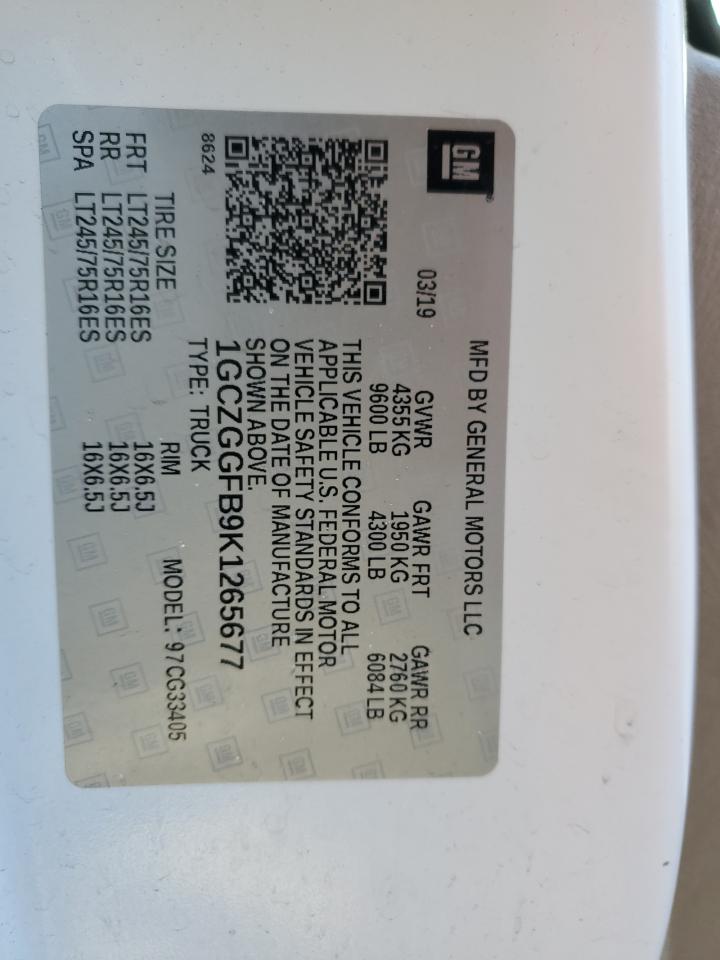 GM
MFD BY GENERAL MOTORS LLC
03/19
GVWR GAWR FRT GAWR RR
4355 KG 1950 KG 2760 KG
9600 LB 4300 LB 6084 LB
THIS VEHICLE CONFORMS TO ALL
APPLICABLE U.S. FEDERAL MOTOR
VEHICLE SAFETY STANDARDS IN EFFECT
ON THE DATE OF MANUFACTURE
SHOWN ABOVE.
1GCZGGFB9K1265677
8624
TYPE: TRUCK MODEL: 97CG33405
TIRE SIZE RIM
FRT LT245/75R16ES 16X6.5J
RR LT245/75R16ES 16X6.5J
SPA LT245/75R16ES 16X6.5J